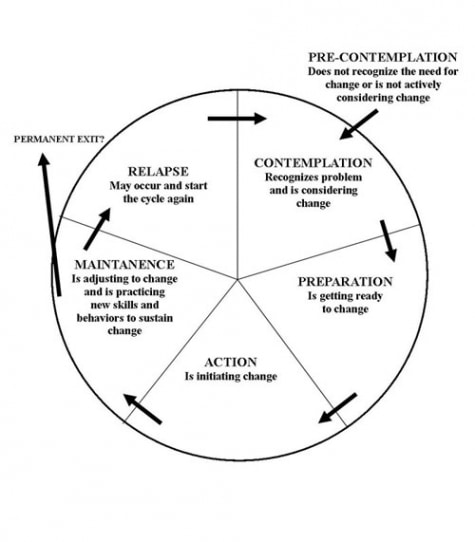 PRE-CONTEMPLATION
Does not recognize the need for
change or is not actively
considering change
PERMANENT EXIT?
RELAPSE
May occur and start
the cycle again
CONTEMPLATION
Recognizes problem
and is considering
change
MAINTANENCE
Is adjusting to change
and is practicing
new skills and
behaviors to sustain
change
PREPARATION
Is getting ready
to change
ACTION
Is initiating change